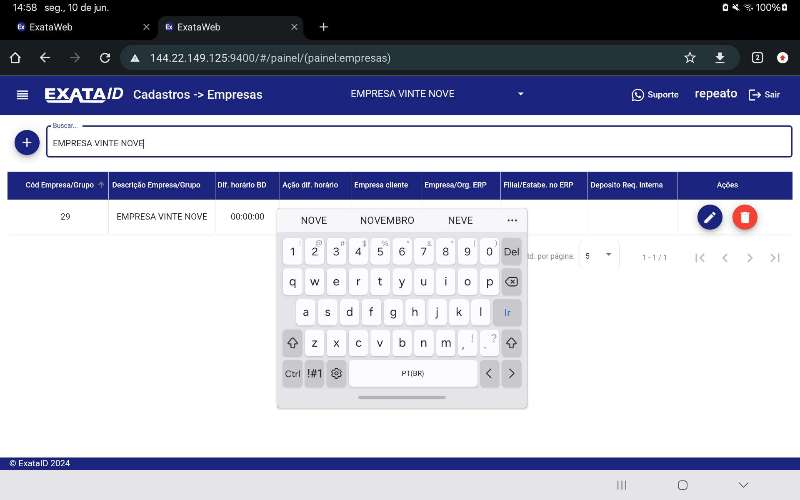 14:58 seg., 10 de jun. 100%
ExataWeb
ExataWeb
144.22.149.125:9400/#/painel/(painel:empresas)
2
EXATA ID Cadastros -> Empresas EMPRESA VINTE NOVE Suporte repeato Sair
Buscar...
EMPRESA VINTE NOVE
Cód Empresa/Grupo Descrição Empresa/Grupo Dif. horário BD Ação dif. horário Empresa cliente Empresa/Org. ERP Filial/Estabe. no ERP Deposito Req. Interna Ações
29 EMPRESA VINTE NOVE 00:00:00
NOVE NOVEMBRO NEVE ...
1 2 3 4 5 6 7 8 9 0 Del
td. por página: 5 1 - 1 / 1
q w e r t y u i o p
a s d f g h j k l Ir
z x c v b n m , ! . ?
Ctrl !#1 PT(BR)
© ExataID 2024